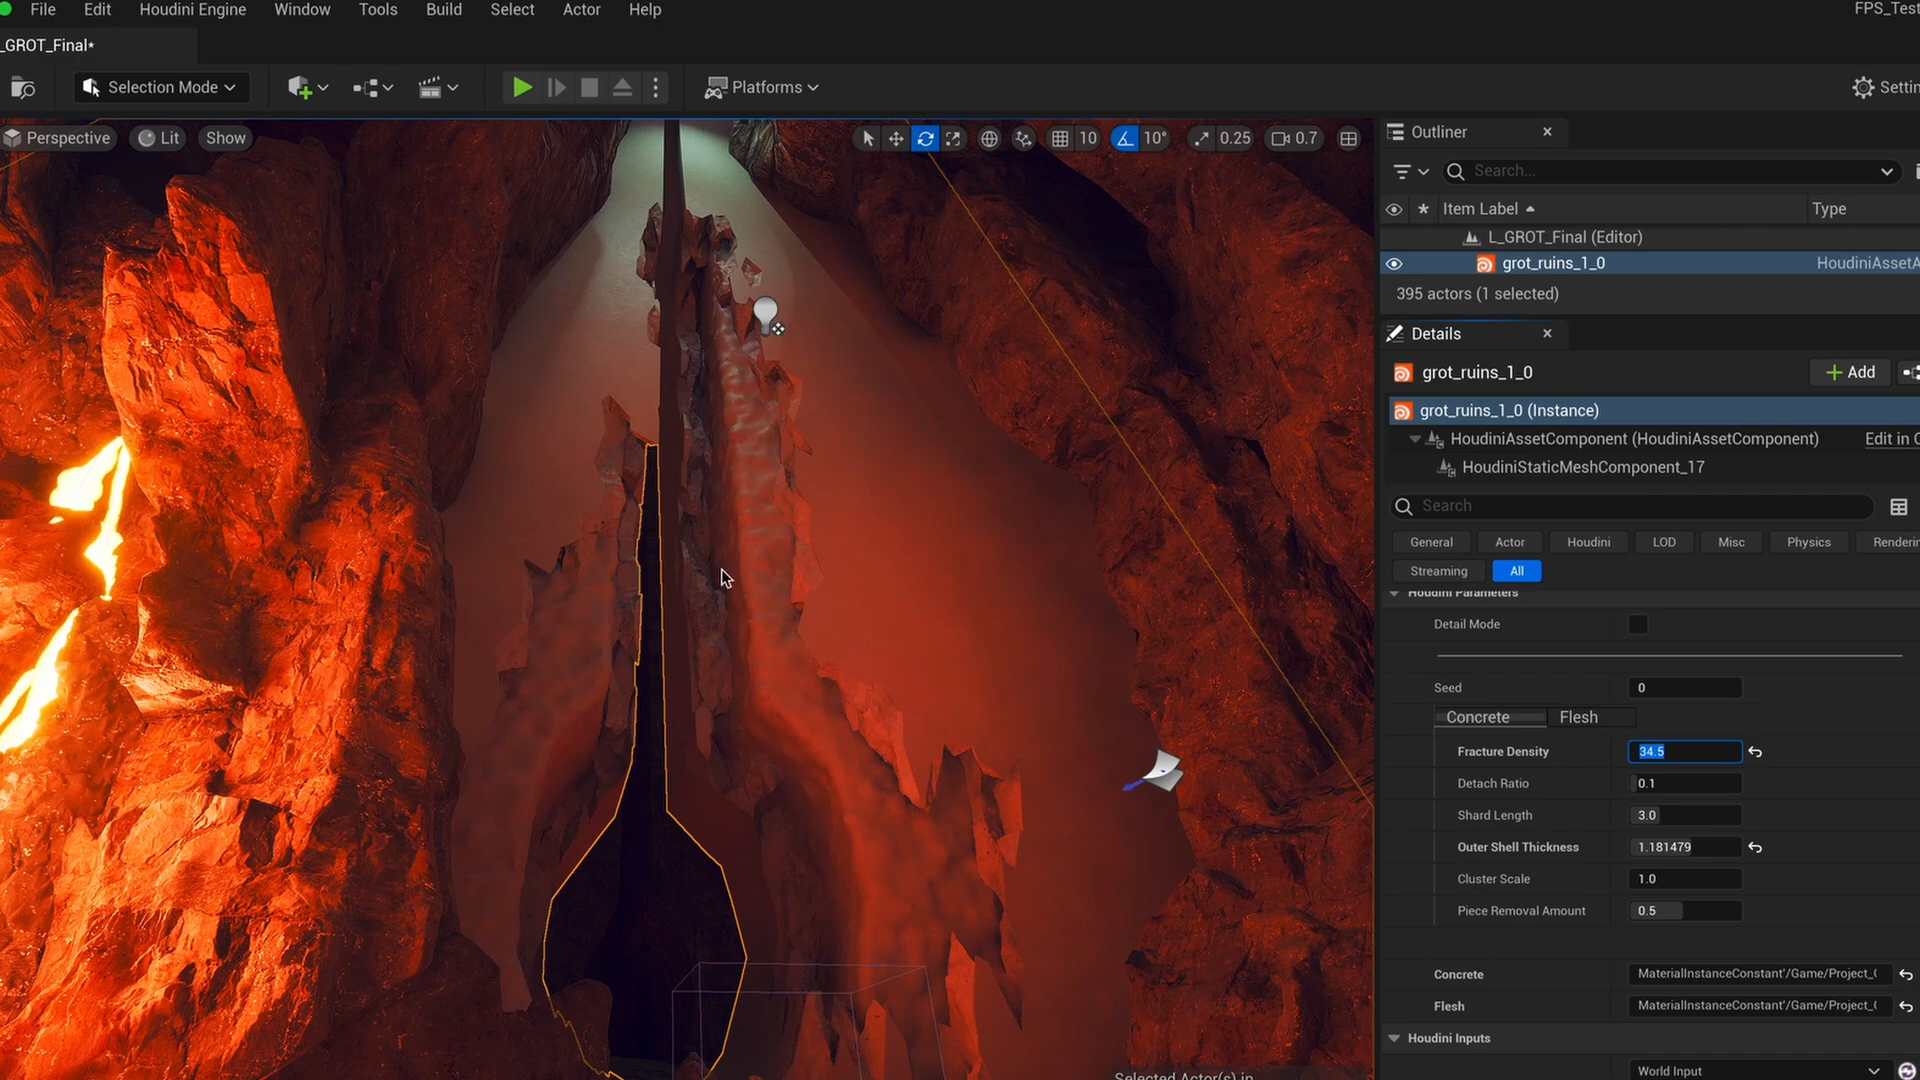 File Edit Houdini Engine Window Tools Build Select Actor Help FPS_Test
_GROT_Final*
Selection Mode Platforms Settin
Perspective Lit Show 10 10° 0.25 0.7
Outliner
Search...
Item Label Type
L_GROT_Final (Editor)
grot_ruins_1_0 HoudiniAssetA
395 actors (1 selected)
Details
grot_ruins_1_0 Add
grot_ruins_1_0 (Instance)
HoudiniAssetComponent (HoudiniAssetComponent) Edit in C
HoudiniStaticMeshComponent_17
Search
General Actor Houdini LOD Misc Physics Renderin
Streaming All
Houdini Parameters
Detail Mode
Seed 0
Concrete Flesh
Fracture Density 34.5
Detach Ratio 0.1
Shard Length 3.0
Outer Shell Thickness 1.181479
Cluster Scale 1.0
Piece Removal Amount 0.5
Concrete MaterialInstanceConstant'/Game/Project_
Flesh MaterialInstanceConstant'/Game/Project_
Houdini Inputs
World Input
Selected Actor(s) in